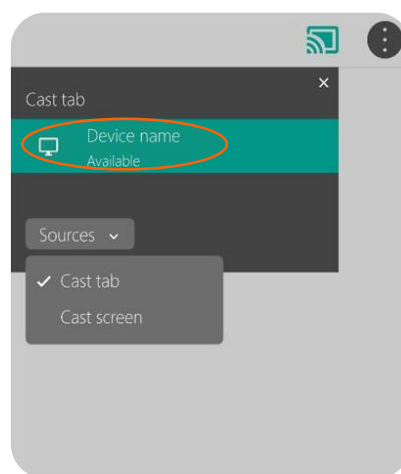 Cast tab
Device name
Available
Sources
Cast tab
Cast screen